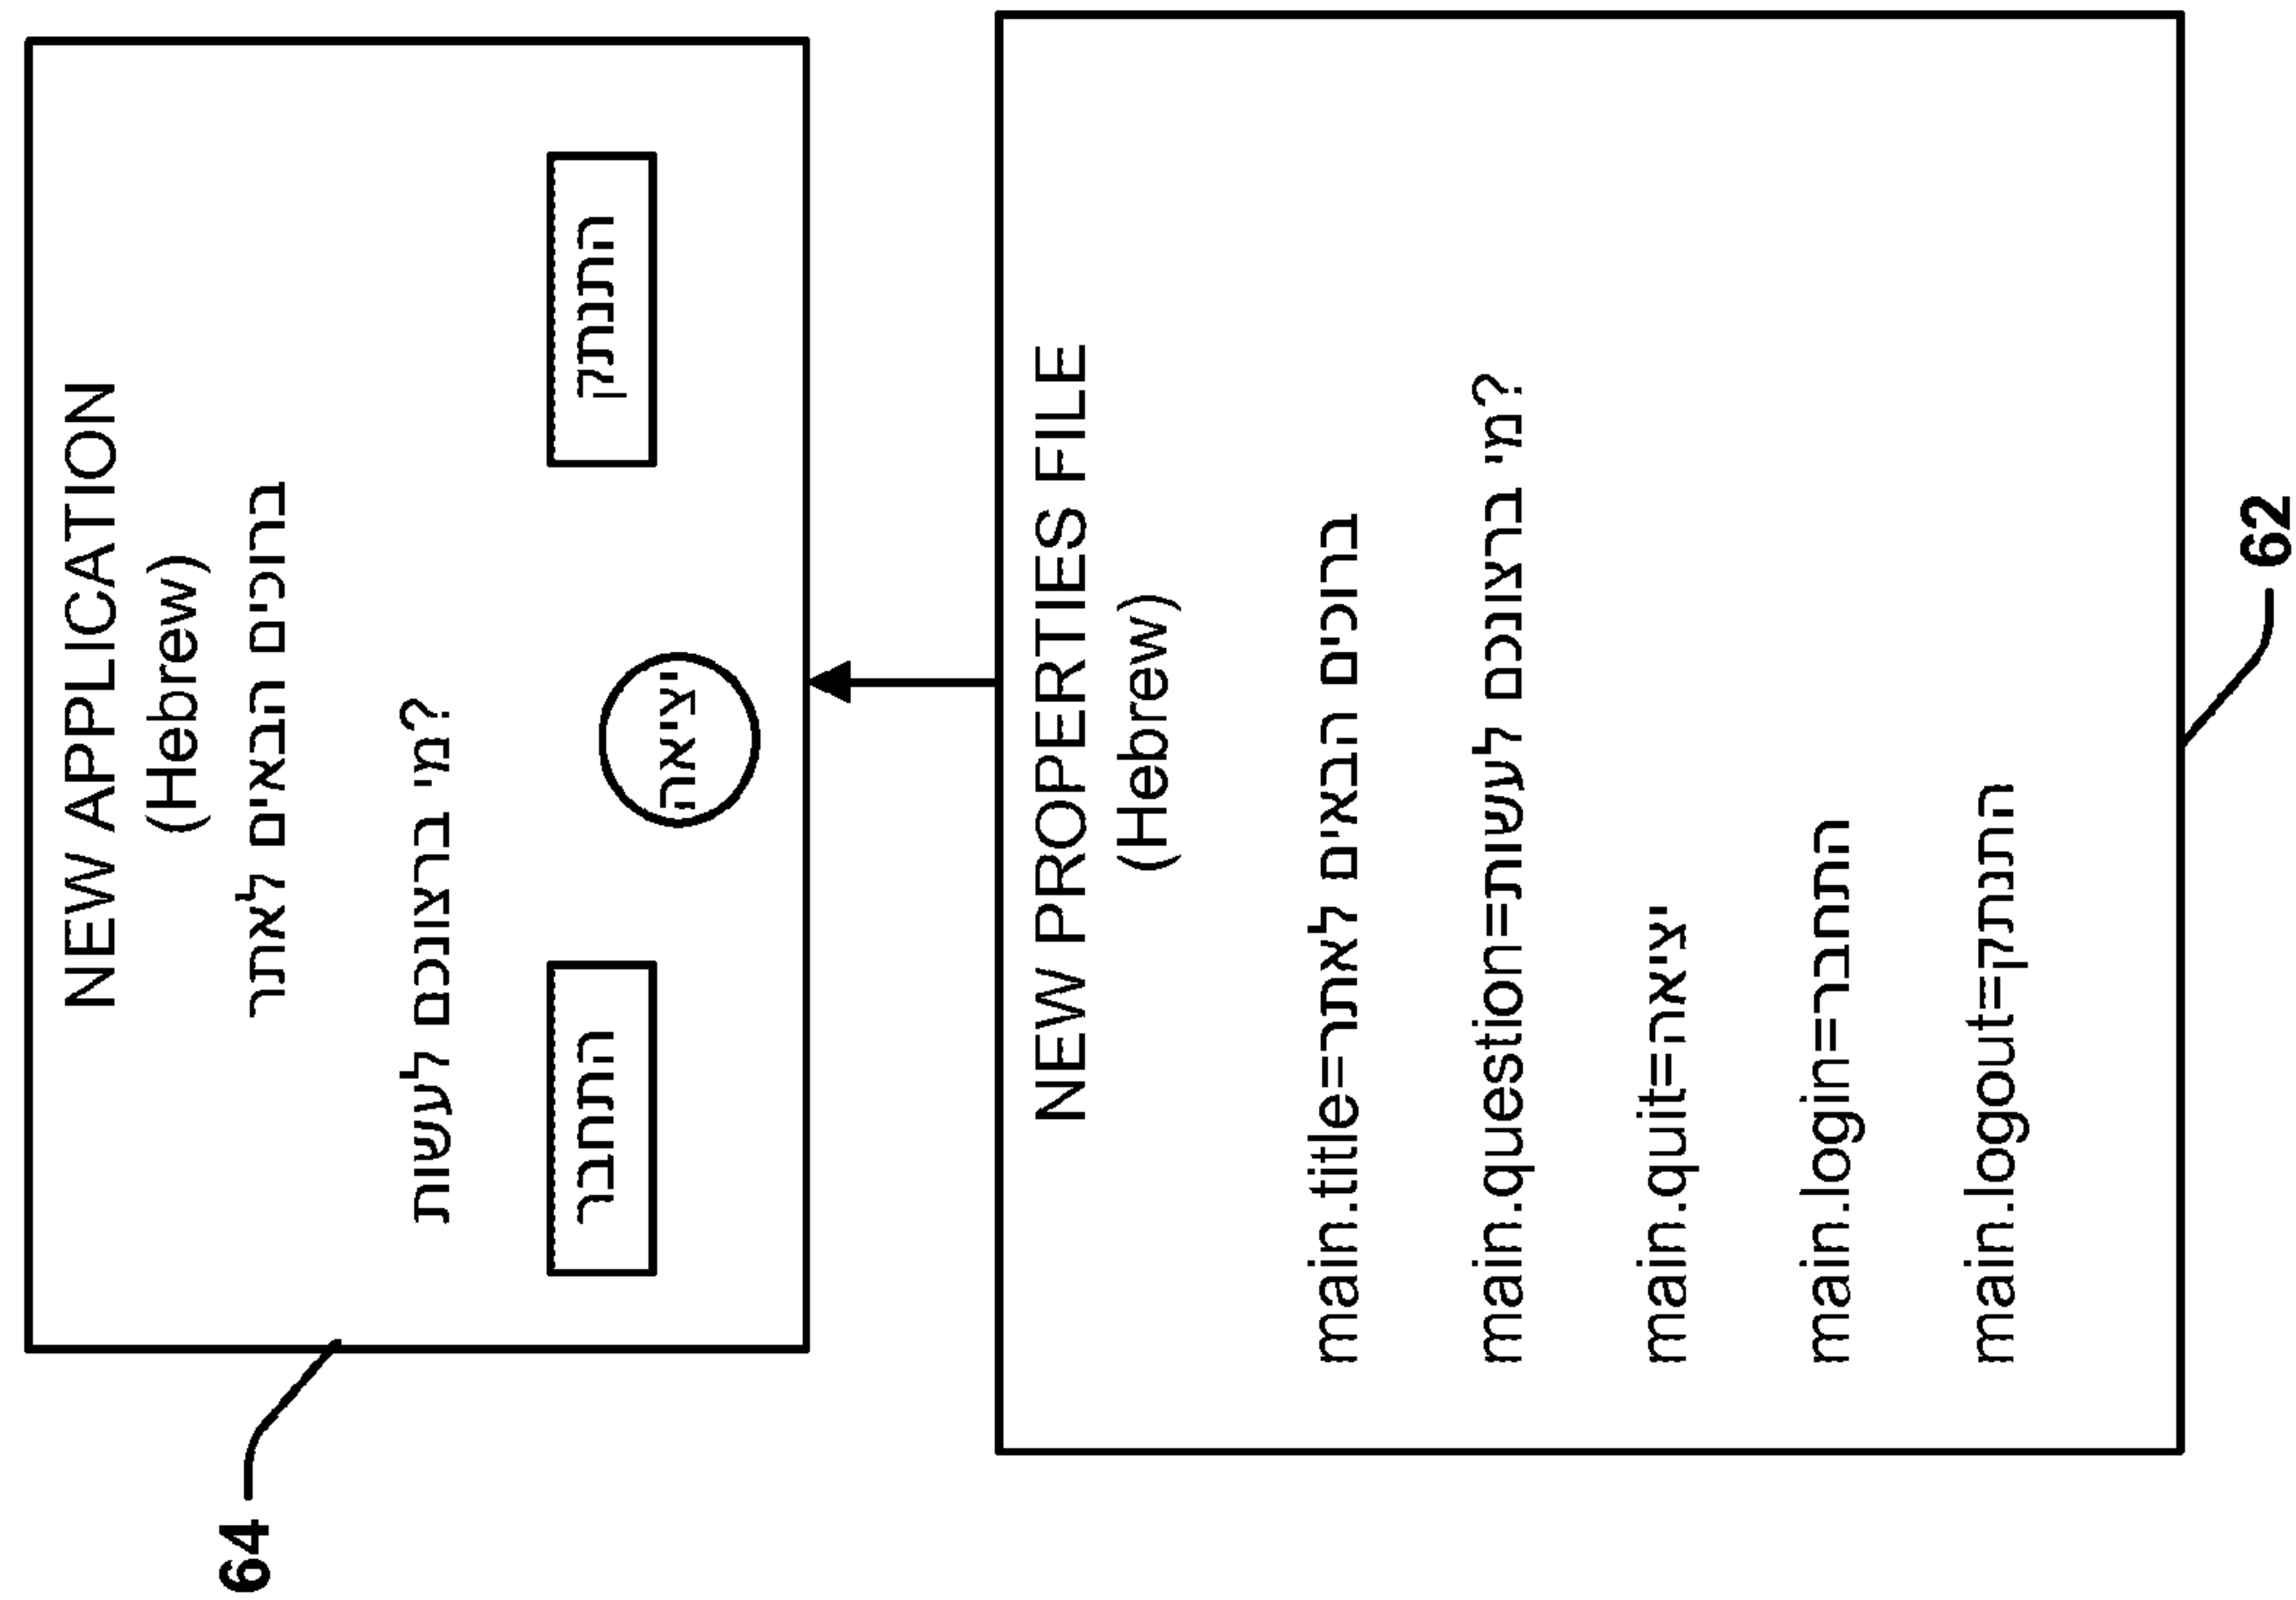 NEW APPLICATION
(Hebrew)
ברוכים הבאים לאתר
?מי ברצונכם לעשות
התחבר
יציאה
התנתק
64
NEW PROPERTIES FILE
(Hebrew)
main.title=ברוכים הבאים לאתר
main.question=?מי ברצונכם לעשות
main.quit=יציאה
main.login=התחבר
main.logout=התנתק
62